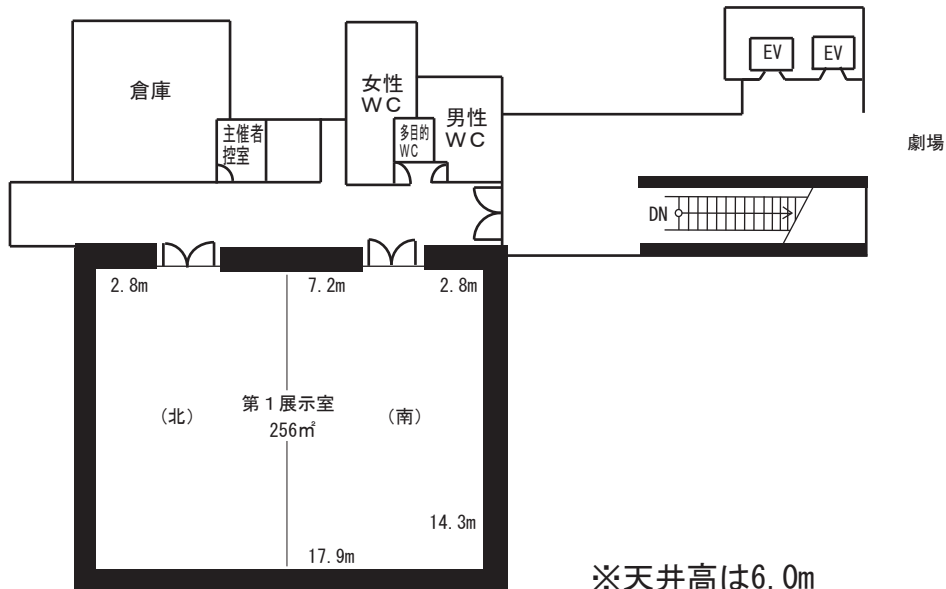 EV
EV
倉庫
女性
WC
男性
WC
主催者
控室
多目的
WC
劇場
DN
2.8m
7.2m
2.8m
(北)
第1展示室
256㎡
(南)
14.3m
17.9m
※天井高は6.0m